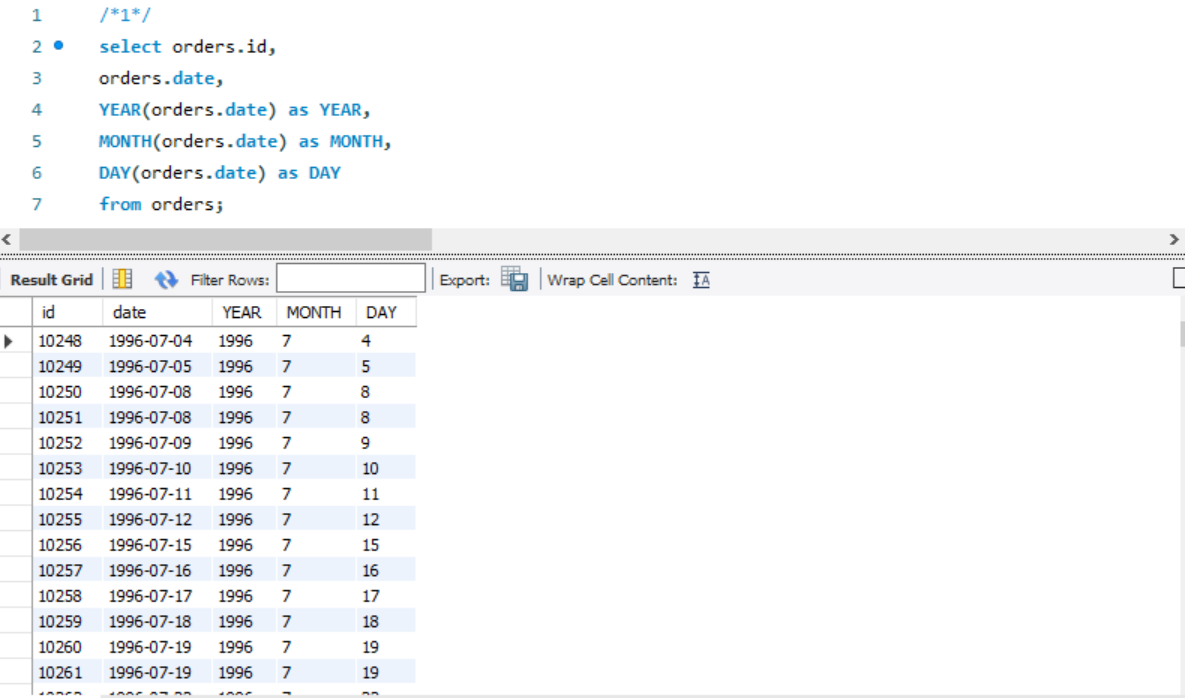 1 /*1*/
2 select orders.id,
3 orders.date,
4 YEAR(orders.date) as YEAR,
5 MONTH(orders.date) as MONTH,
6 DAY(orders.date) as DAY
7 from orders;
Result Grid Filter Rows: Export: Wrap Cell Content: IA
id date YEAR MONTH DAY
10248 1996-07-04 1996 7 4
10249 1996-07-05 1996 7 5
10250 1996-07-08 1996 7 8
10251 1996-07-08 1996 7 8
10252 1996-07-09 1996 7 9
10253 1996-07-10 1996 7 10
10254 1996-07-11 1996 7 11
10255 1996-07-12 1996 7 12
10256 1996-07-15 1996 7 15
10257 1996-07-16 1996 7 16
10258 1996-07-17 1996 7 17
10259 1996-07-18 1996 7 18
10260 1996-07-19 1996 7 19
10261 1996-07-19 1996 7 19